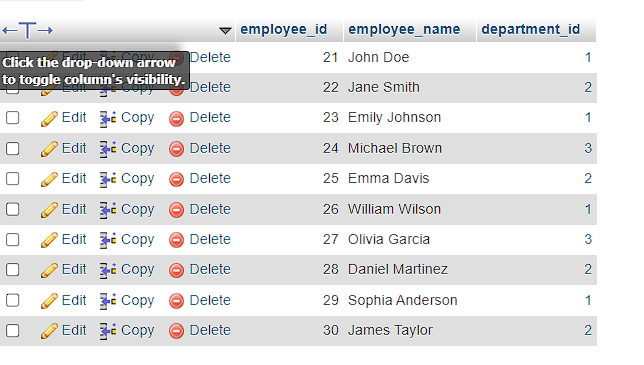 employee_id employee_name department_id
Click the drop-down arrow
to toggle column's visibility.
Delete 21 John Doe 1
Delete 22 Jane Smith 2
Edit Copy Delete 23 Emily Johnson 1
Edit Copy Delete 24 Michael Brown 3
Edit Copy Delete 25 Emma Davis 2
Edit Copy Delete 26 William Wilson 1
Edit Copy Delete 27 Olivia Garcia 3
Edit Copy Delete 28 Daniel Martinez 2
Edit Copy Delete 29 Sophia Anderson 1
Edit Copy Delete 30 James Taylor 2